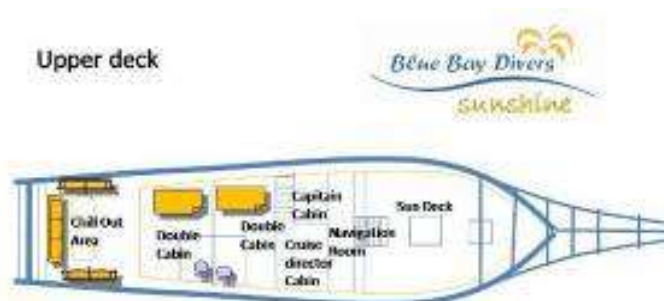 Upper deck
Blue Bay Divers
sunshine
Chill Out
Area
Double
Cabin
Double
Cabin
Capitain
Cabin
Cruise
director
Cabin
Navigation
Room
Sun Deck